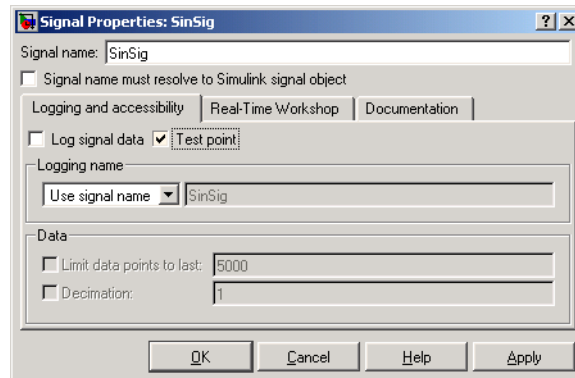 Signal Properties: SinSig
Signal name: SinSig
Signal name must resolve to Simulink signal object
Logging and accessibility Real-Time Workshop Documentation
Log signal data Test point
Logging name
Use signal name SinSig
Data
Limit data points to last: 5000
Decimation: 1
OK Cancel Help Apply